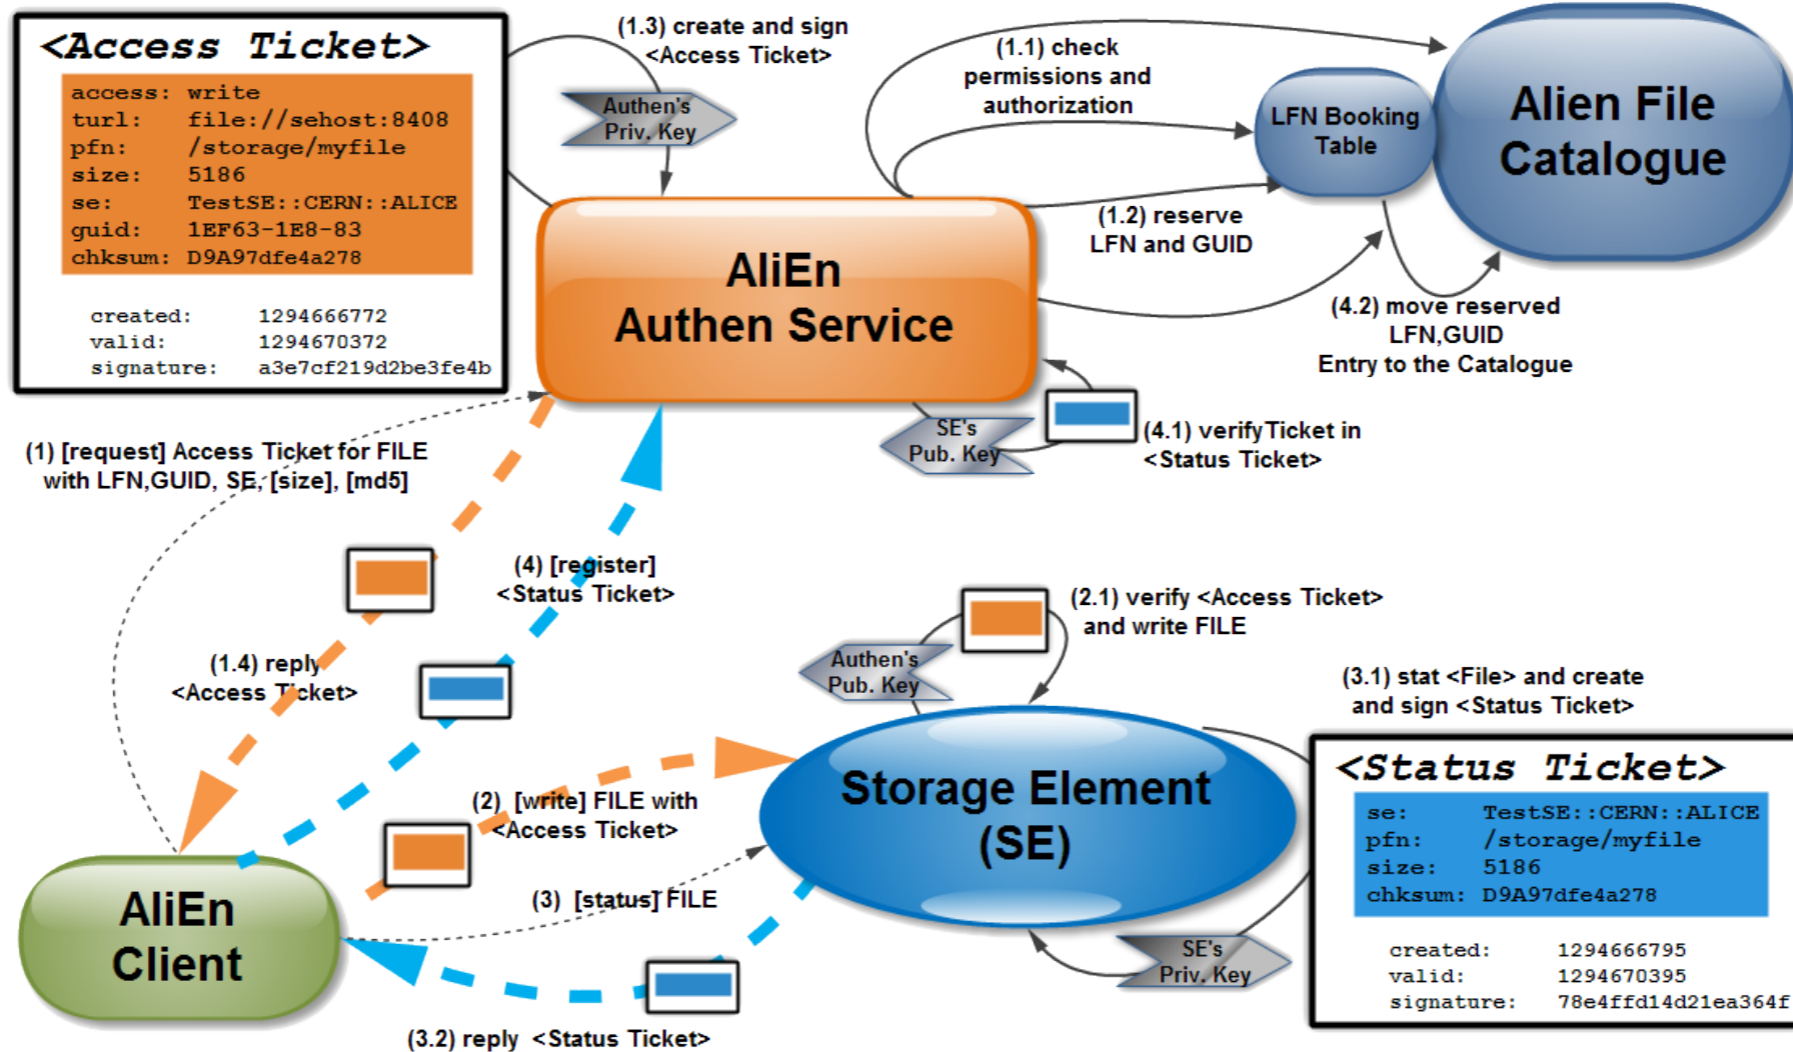 <Access Ticket>
access: write
turl: file://sehost:8408
pfn: /storage/myfile
size: 5186
se: TestSE::CERN::ALICE
guid: 1EF63-1E8-83
chksum: D9A97dfe4a278
created: 1294666772
valid: 1294670372
signature: a3e7cf219d2be3fe4b
(1.3) create and sign
<Access Ticket>
Authen's
Priv. Key
(1.1) check
permissions and
authorization
LFN Booking
Table
Alien File
Catalogue
(1.2) reserve
LFN and GUID
AliEn
Authen Service
(4.2) move reserved
LFN,GUID
Entry to the Catalogue
SE's
Pub. Key
(4.1) verifyTicket in
<Status Ticket>
(1) [request] Access Ticket for FILE
with LFN,GUID, SE, [size], [md5]
(4) [register]
<Status Ticket>
(1.4) reply
<Access Ticket>
(2.1) verify <Access Ticket>
and write FILE
Authen's
Pub. Key
(3.1) stat <File> and create
and sign <Status Ticket>
(2) [write] FILE with
<Access Ticket>
Storage Element
(SE)
<Status Ticket>
se: TestSE::CERN::ALICE
pfn: /storage/myfile
size: 5186
chksum: D9A97dfe4a278
created: 1294666795
valid: 1294670395
signature: 78e4ffd14d21ea364f
AliEn
Client
(3) [status] FILE
SE's
Priv. Key
(3.2) reply <Status Ticket>